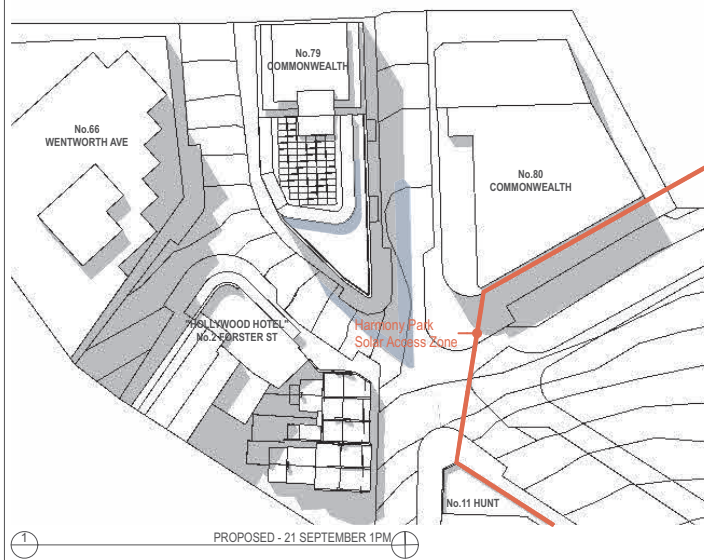 No.79
COMMONWEALTH
No.66
WENTWORTH AVE
No.80
COMMONWEALTH
"HOLLYWOOD HOTEL"
No.2 FORSTER ST
Harmony Park
Solar Access Zone
No.11 HUNT
1
PROPOSED - 21 SEPTEMBER 1PM